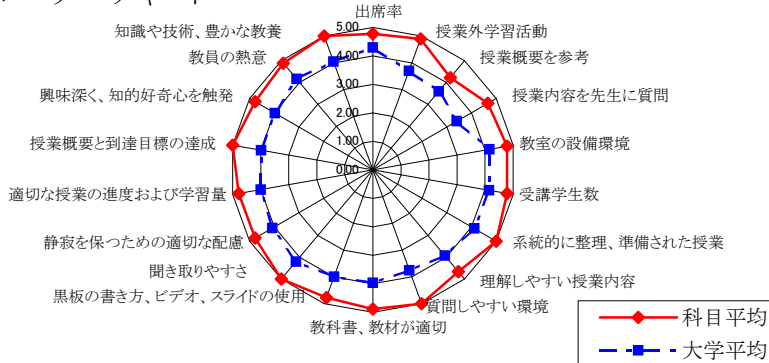 出席率
知識や技術、豊かな教養
授業外学習活動
教員の熱意
授業概要を参考
興味深く、知的好奇心を触発
授業内容を先生に質問
授業概要と到達目標の達成
教室の設備環境
適切な授業の進度および学習量
受講学生数
静寂を保つための適切な配慮
系統的に整理、準備された授業
聞き取りやすさ
理解しやすい授業内容
黒板の書き方、ビデオ、スライドの使用
質問しやすい環境
教科書、教材が適切
5.00
4.00
3.00
2.00
1.00
0.00
科目平均
大学平均